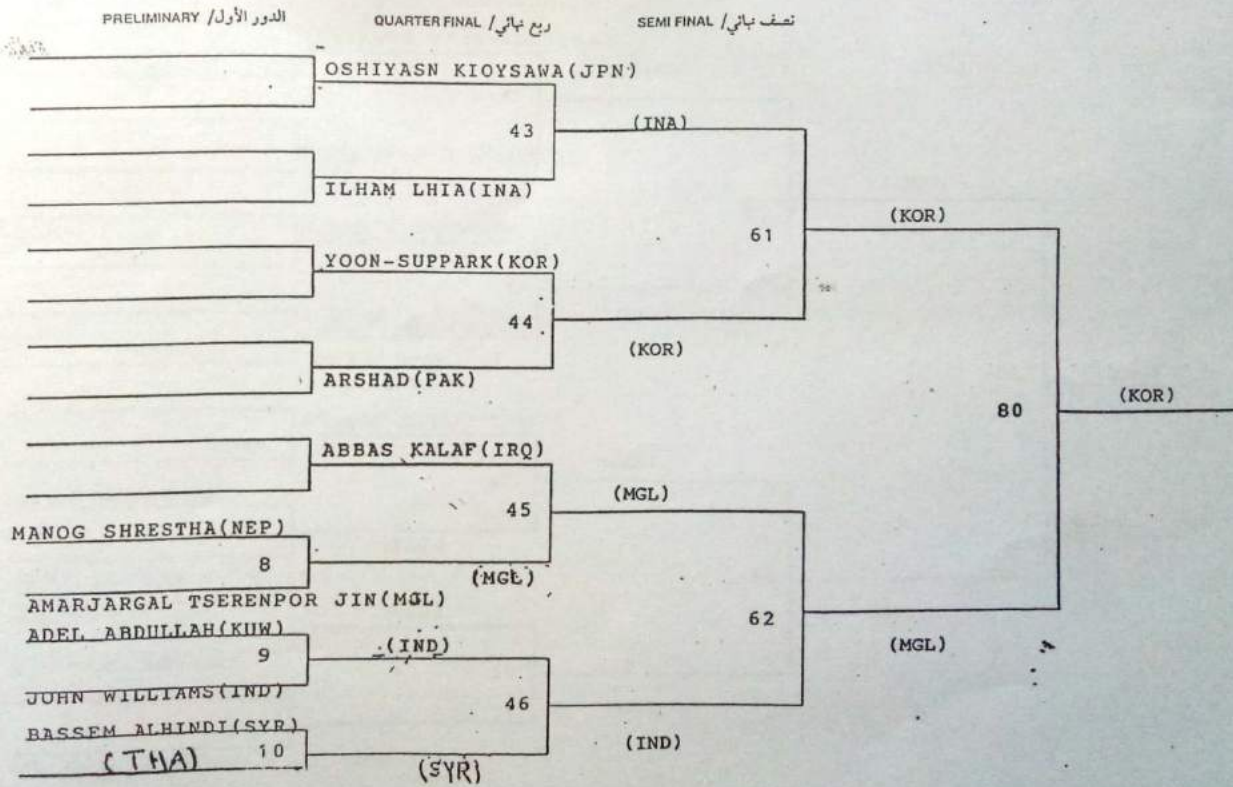 PRELIMINARY / الدور الأول
QUARTER FINAL / ربع نهائي
SEMI FINAL / نصف نهائي
OSHIYASN KIOYSAWA(JPN)
43
(INA)
ILHAM LHIA(INA)
(KOR)
61
YOON-SUPPARK(KOR)
44
(KOR)
ARSHAD(PAK)
80
(KOR)
ABBAS KALAF(IRQ)
(MGL)
45
MANOG SHRESTHA(NEP)
8
(MGL)
AMARJARGAL TSERENPOR JIN(MGL)
62
ADEL ABDULLAH(KUW)
(IND)
(MGL)
9
JOHN WILLIAMS(IND)
46
BASSEM ALHINDI(SYR)
(IND)
(THA)
10
(SYR)